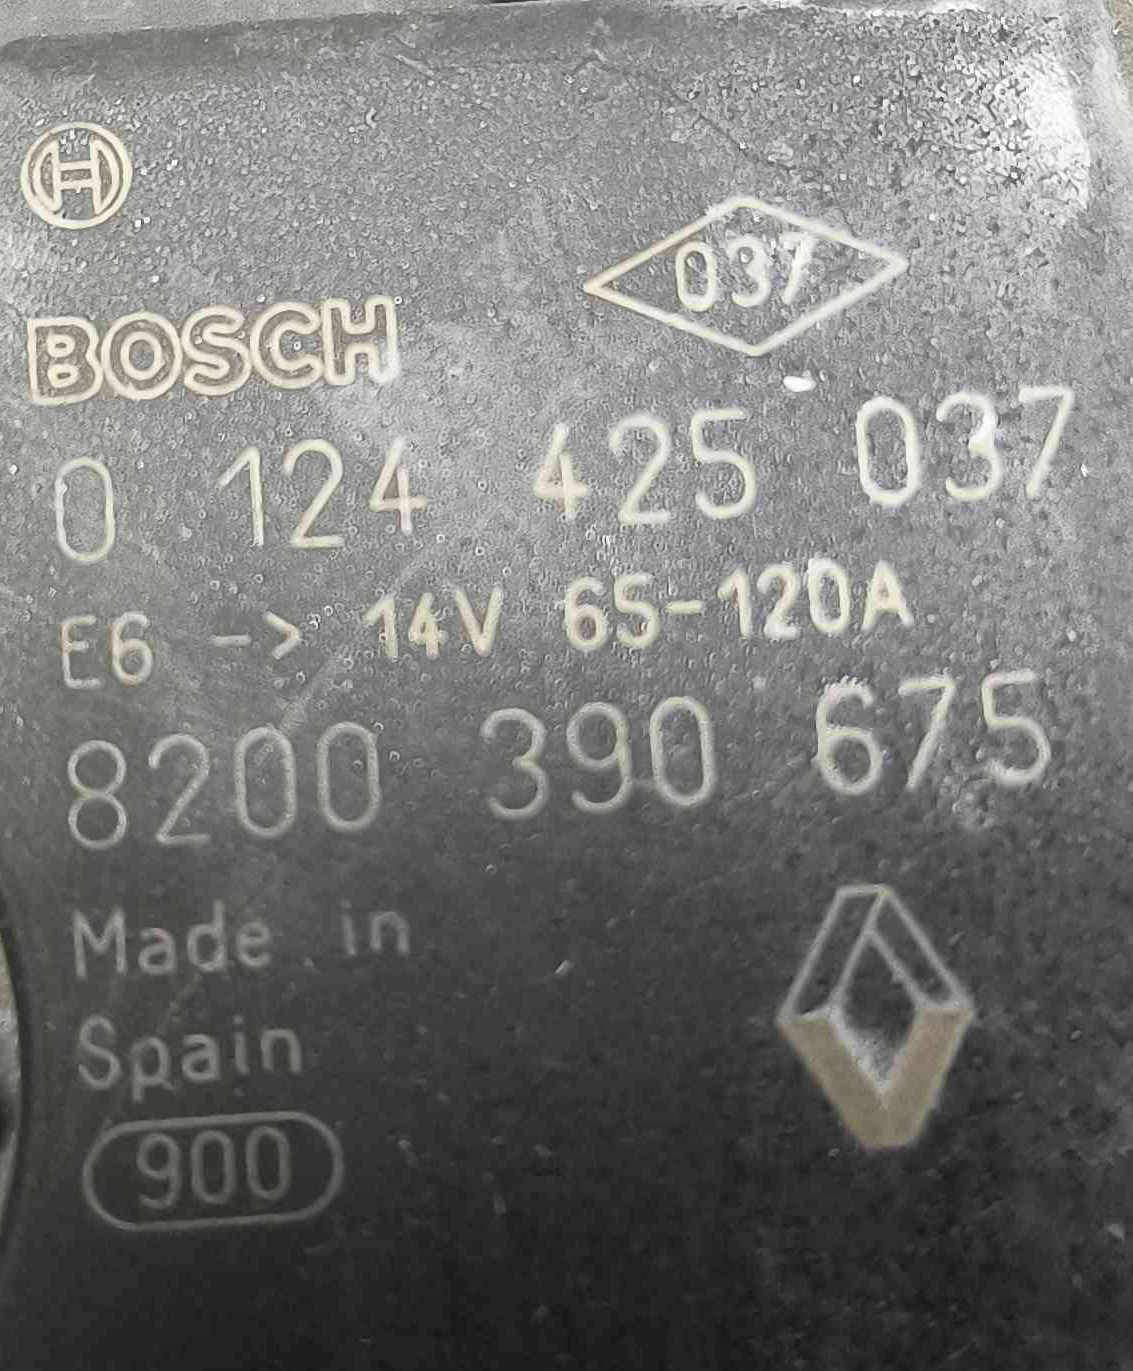 037
BOSCH
0 124 425 037
E6 -> 14V 65-120A
8200 390 675
Made in
Spain
900